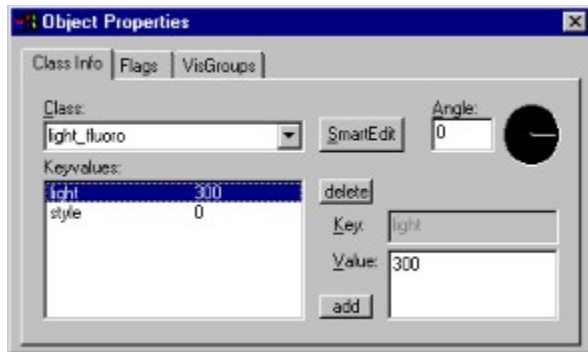 Object Properties
Class Info Flags VisGroups
Class: Angle:
light_fluoro SmartEdit 0
Keyvalues:
light 300 delete
style 0 Key: light
Value: 300
add